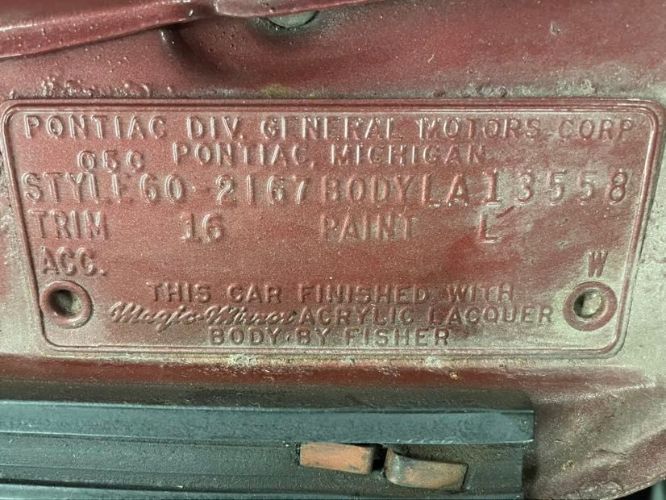 PONTIAC DIV. GENERAL MOTORS CORP
05C PONTIAC, MICHIGAN
STYLE 60-2167 BODY LA 13558
TRIM 16 PAINT L
ACC. W
THIS CAR FINISHED WITH
Magic-Mirror ACRYLIC LACQUER
BODY BY FISHER